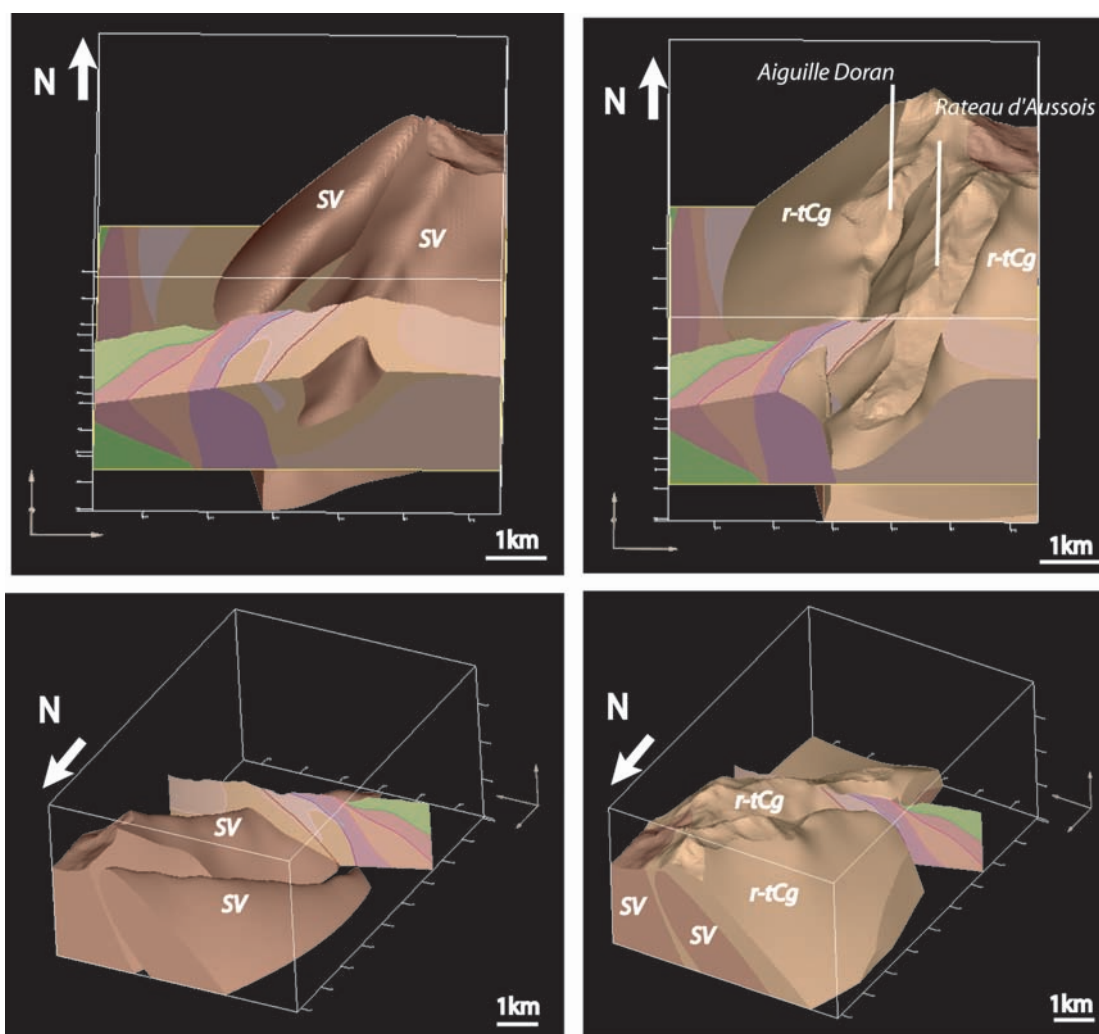 N
SV
SV
1km
N
Aiguille Doran
Rateau d'Aussois
r-tCg
r-tCg
1km
N
SV
SV
1km
N
r-tCg
r-tCg
SV
SV
1km